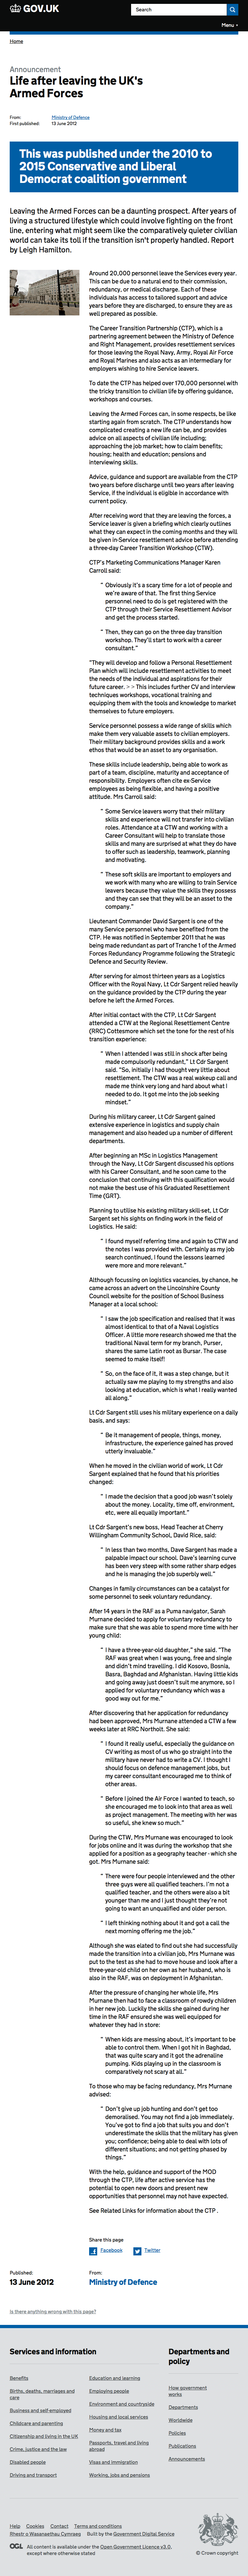 GOV.UK
Search
Menu
Home
Announcement
Life after leaving the UK's
Armed Forces
From: Ministry of Defence
First published: 13 June 2012
This was published under the 2010 to
2015 Conservative and Liberal
Democrat coalition government
Leaving the Armed Forces can be a daunting prospect. After years of
living in a structured routine, which could involve fighting on the front
line, entering what might seem like the comparatively quieter civilian
world can take its toll if the transition isn't properly handled. Report
by Leigh Hamilton.
Around 20,000 personnel leave the Services every year.
This can be due to a natural end to their commission,
redundancy, or medical discharge. Each of these
individuals has access to tailored support and advice
years before they are discharged, to ensure they are as
well prepared as possible.
The Career Transition Partnership (CTP), which is a
partnering agreement between the Ministry of Defence
and Right Management, provides resettlement services
for those leaving the Royal Navy, Army, Royal Air Force
and Royal Marines and also acts as an intermediary for
employers wishing to hire Service leavers.
To date the CTP has helped over 170,000 personnel with
the tricky transition to civilian life by offering guidance,
workshops and courses.
Leaving the Armed Forces can, in some respects, be like
starting again from scratch. The CTP understands how
complicated creating a new life can be, and provides
advice on all aspects of civilian life including;
approaching the job market; how to claim benefits;
housing; health and education; pensions and
interviewing skills.
Advice, guidance and support are available from the CTP
two years before discharge until two years after leaving
Service, if the individual is eligible in accordance with
current policy.
After receiving word that they are leaving the forces, the
Service leaver is given a briefing which clearly outlines
what they can expect in the coming months and they will
be given in-Service resettlement advice before attending
a three-day Career Transition Workshop (CTW).
CTP's Marketing Communications Manager Karen
Carroll said:
“ Obviously it's a scary time for a lot of people and
we're aware of that. The first thing Service
personnel need to do is get registered with the
CTP through their Service Resettlement Advisor
and get the process started.
“ Then, they can go on the three day transition
workshop. They'll start to work with a career
consultant.”
“They will develop and follow a Personal Resettlement
Plan which will include resettlement activities to meet
the individual's needs and aspirations for their
future career. > > This includes further CV and interview
techniques workshops, vocational training and
equipping them with the tools and knowledge to market
themselves to future employers.
Service personnel possess a wide range of skills which
make them very valuable assets to civilian employers.
Their military background provides skills and a work
ethos that would be an asset to any organisation.
These skills include leadership, being able to work as
part of a team, discipline, maturity and acceptance of
responsibility. Employers often cite ex-Service
employees as being flexible, and having a positive
attitude. Mrs Carroll said:
“ Some Service leavers worry that their military
skills and experience will not transfer into civilian
roles. Attendance at a CTW and working with a
Career Consultant will help to translate those
skills and many are surprised at what they do have
to offer such as leadership, teamwork, planning
and motivating.
“ These soft skills are so important to employers and
we work with many who are willing to train Service
leavers because they value the skills they possess
and they can see that they will be an asset to the
company.”
Lieutenant Commander David Sargent is one of the
many Service personnel who have benefited from the
CTP. He was notified in September 2011 that he was
being made redundant as part of Tranche 1 of the Armed
Forces Redundancy Programme following the Strategic
Defence and Security Review.
After serving for almost thirteen years as a Logistics
Officer with the Royal Navy, Lt Cdr Sargent relied heavily
on the guidance provided by the CTP during the year
before he left the Armed Forces.
After initial contact with the CTP, Lt Cdr Sargent
attended a CTW at the Regional Resettlement Centre
(RRC) Cottesmore which set the tone for the rest of his
transition.
“ When I attended I was still in shock after being
made compulsorily redundant,” Lt Cdr Sargent
said. “So, initially I had thought very little about
resettlement. The CTW was a real wakeup call and
made me think very long and hard about what I
needed to do. It got me into the job seeking
mindset.”
During his military career, Lt Cdr Sargent gained
extensive experience in logistics and supply chain
management and also headed up a number of different
departments.
After beginning an MSc in Logistics Management
through the Navy, Lt Cdr Sargent discussed his options
with his Career Consultant, and he soon came to the
conclusion that it was the only viable route and he could
make the best use of his Graduated Resettlement
Time (GRT).
Planning to utilise his existing military skill-set, Lt Cdr
Sargent set his sights on finding work in the field of
Logistics. He said:
“ I found myself referring time and again to CTW and
the notes I was provided with. Certainly as my job
search continued, I found the lessons learned
were more and more relevant.”
Although focussing on logistics vacancies, by chance, he
came across an advert on the Lincolnshire County
Council website for the position of School Business
Manager at a local school:
“ I saw the job specification and realised that it was
almost identical to that of a Naval Logistics
Officer. A little more research showed me that the
traditional Naval term for my branch, Purser,
shares the same Latin root as Bursar. The case
seemed to make itself!
“ So, on the face of it, it was a step change, but it
actually saw me playing to my strengths and also
looking at education, which is what I really
wanted all along.”
Lt Cdr Sargent still uses his military experience on a daily
basis, and says:
“ Be it management of people, things, money,
infrastructure, the experience gained has proved
utterly invaluable.”
When he moved in the civilian world of work, Lt Cdr
Sargent explained that he found that his priorities
changed:
“ I made the decision that a good job wasn't solely
about the money. Locality, time off, environment,
etc, were all equally important.”
Lt Cdr Sargent's new boss, Head Teacher at Cherry
Willingham Community School, David Rice, said:
“ In less than two months, Dave Sargent has made a
palpable impact on our school. Dave's learning curve
has been very steep within some rather sharp edges
and he is managing the job superbly well.”
Changes in family circumstances can be a catalyst for
some personnel to seek voluntary redundancy.
After 14 years in the RAF as a Puma navigator, Sarah
Murnane decided to apply for voluntary redundancy to
make sure that she was able to spend more time with her
young child:
“ I have a three-year-old daughter,” she said. “The
RAF was great when I was young, free and single
and didn't mind travelling. I did Kosovo, Bosnia,
Basra, Baghdad and Afghanistan. Having little kids
and going away just doesn't suit me anymore, so I
applied for voluntary redundancy which was a
good way out for me.”
After discovering that her application for redundancy
had been approved, Mrs Murnane attended a CTW a few
weeks later at RRC Northolt. She said:
“ I found it really useful, especially the guidance on
CV writing as most of us who go straight into the
military have never had to write a CV. I thought I
should focus on defence management jobs, but
my career consultant encouraged me to think of
other areas.
“ Before I joined the Air Force I wanted to teach, so
she encouraged me to look into that area as well
as project management. The meeting with her was
so useful, she knew so much.”
During the CTW, Mrs Murnane was encouraged to look
for jobs online and it was during the workshop that she
applied for a position as a geography teacher - which she
got. Mrs Murnane said:
“ There were four people interviewed and the other
three guys were all qualified teachers. I'm not a
qualified teacher, and the others were also a bit
younger than me and I just thought they're not
going to want an unqualified and older person.
“ I left thinking nothing about it and got a call the
next morning offering me the job.”
Although she was elated to find out she had successfully
made the transition into a civilian job, Mrs Murnane was
put to the test as she had to move house and look after a
three-year-old child on her own as her husband, who is
also in the RAF, was on deployment in Afghanistan.
After the pressure of changing her whole life, Mrs
Murnane then had to face a classroom of rowdy children
in her new job. Luckily the skills she gained during her
time in the RAF ensured she was well equipped for
whatever they had in store:
“ When kids are messing about, it's important to be
able to control them. When I got hit in Baghdad,
that was quite scary and it got the adrenaline
pumping. Kids playing up in the classroom is
comparatively not scary at all.”
To those who may be facing redundancy, Mrs Murnane
advised:
“ Don't give up job hunting and don't get too
demoralised. You may not find a job immediately.
You've got to find a job that suits you and what
your interests are. You've got so many skills given
you; confidence; being able to deal with lots of
different situations; and not getting phased by
things.”
With the help, guidance and support of the MOD
through the CTP, life after active service has the
potential to open doors to new environments and
opportunities that personnel may not have expected.
See Related Links for information about the CTP .
Share this page
Facebook Twitter
Published: From:
13 June 2012 Ministry of Defence
Is there anything wrong with this page?
Services and information
Benefits
Births, deaths, marriages and
care
Business and self-employed
Childcare and parenting
Citizenship and living in the UK
Crime, justice and the law
Disabled people
Driving and transport
Education and learning
Employing people
Environment and countryside
Housing and local services
Money and tax
Passports, travel and living
abroad
Visas and immigration
Working, jobs and pensions
Departments and
policy
How government
works
Departments
Worldwide
Policies
Publications
Announcements
Help Cookies Contact Terms and conditions
Rhestr o Wasanaethau Cymraeg Built by the Government Digital Service
OGL All content is available under the Open Government Licence v3.0,
except where otherwise stated
© Crown copyright